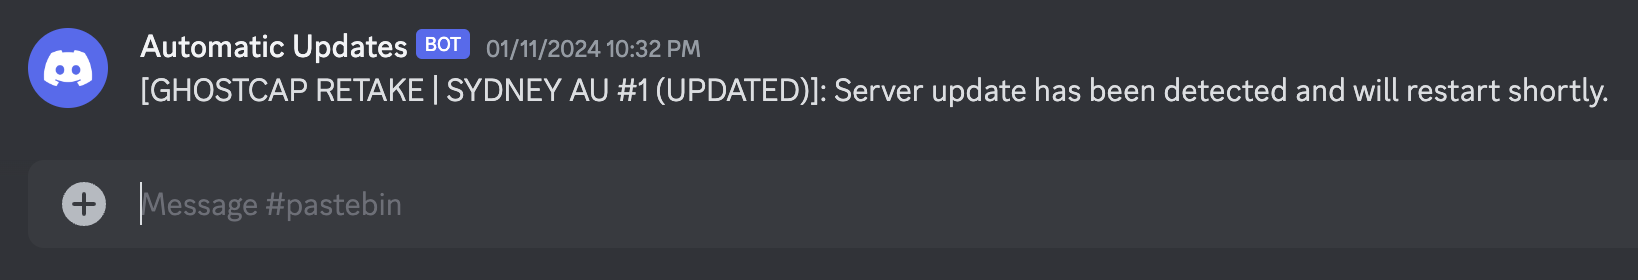 Automatic Updates BOT 01/11/2024 10:32 PM
[GHOSTCAP RETAKE | SYDNEY AU #1 (UPDATED)]: Server update has been detected and will restart shortly.
Message #pastebin